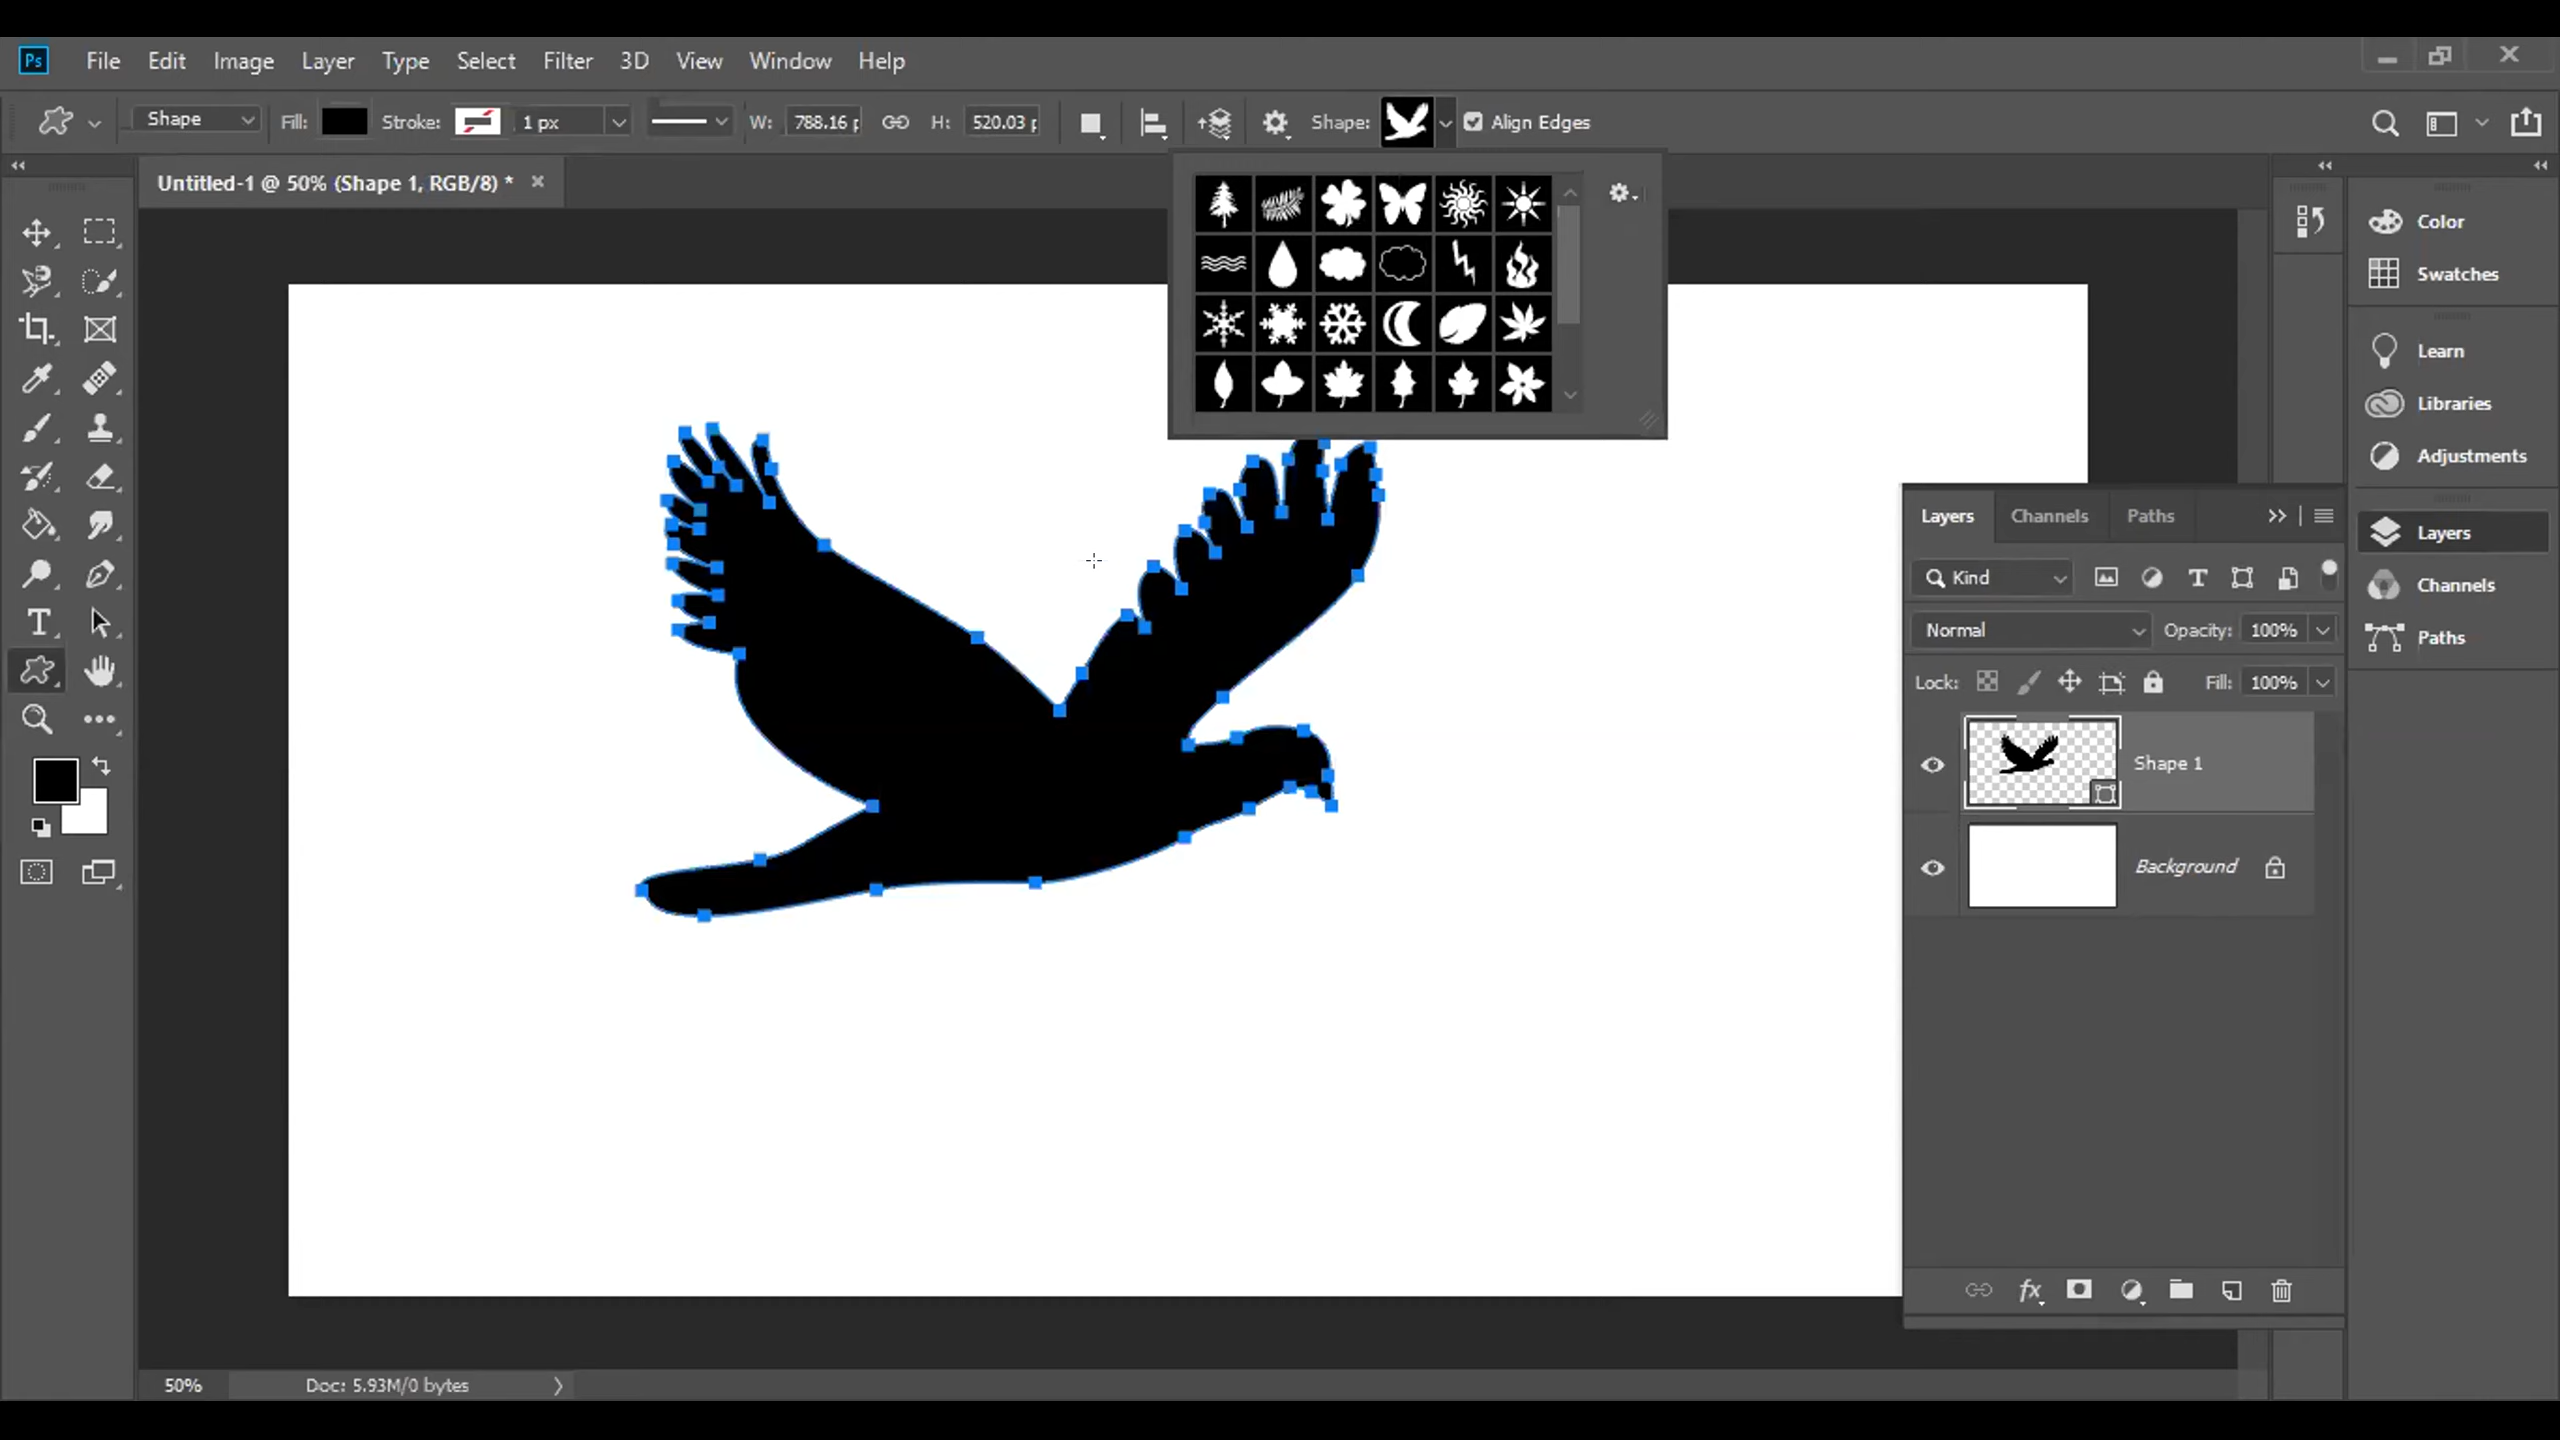 Ps File Edit Image Layer Type Select Filter 3D View Window Help
Shape Fill: Stroke: 1 px W: 788.16 p H: 520.03 p Shape: Align Edges
Untitled-1 @ 50% (Shape 1, RGB/8) *
Color
Swatches
Learn
Libraries
Adjustments
Layers
Channels
Paths
Layers Channels Paths
Kind
Normal Opacity: 100%
Lock: Fill: 100%
Shape 1
Background
fx
50% Doc: 5.93M/0 bytes